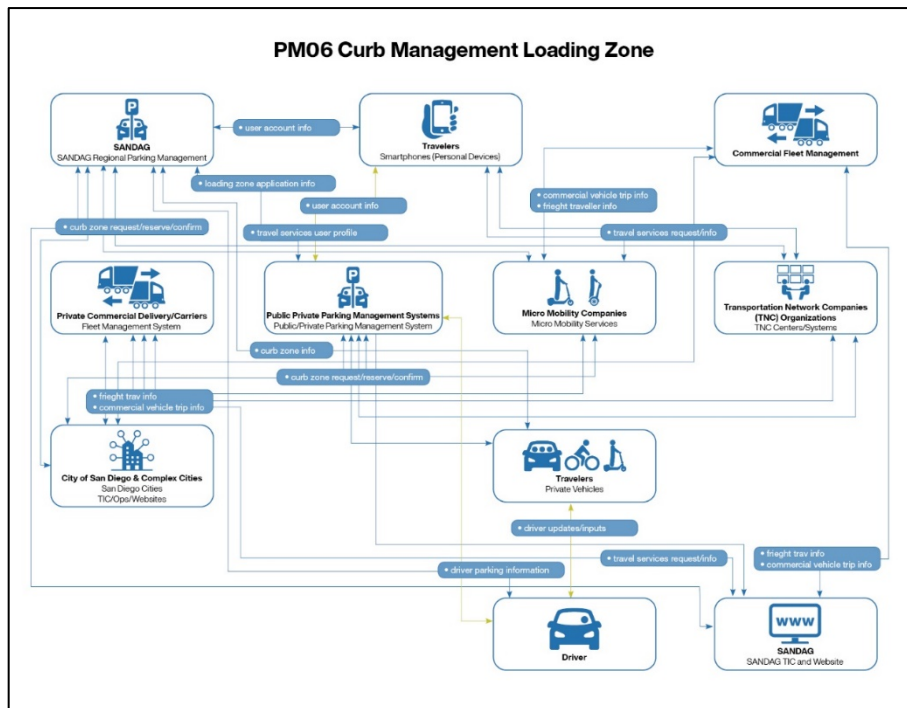 PM06 Curb Management Loading Zone
P
SANDAG
SANDAG Regional Parking Management
• user account info
Travelers
Smartphones (Personal Devices)
Commercial Fleet Management
• loading zone application info
• user account info
• commercial vehicle trip info
• frieght traveller info
• curb zone request/reserve/confirm
• travel services user profile
• travel services request/info
Private Commercial Delivery/Carriers
Fleet Management System
P
Public Private Parking Management Systems
Public/Private Parking Management System
Micro Mobility Companies
Micro Mobility Services
Transportation Network Companies
(TNC) Organizations
TNC Centers/Systems
• curb zone info
• curb zone request/reserve/confirm
• frieght trav info
• commercial vehicle trip info
City of San Diego & Complex Cities
San Diego Cities
TIC/Ops/Websites
Travelers
Private Vehicles
• driver updates/inputs
• travel services request/info
• frieght trav info
• commercial vehicle trip info
• driver parking information
Driver
WWW
SANDAG
SANDAG TIC and Website